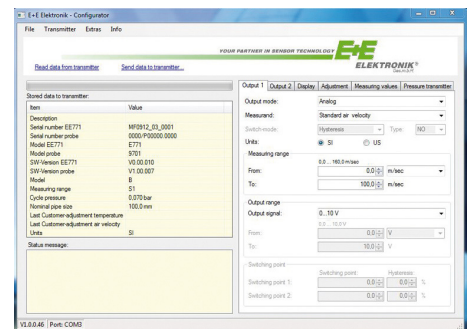 E+E Elektronik - Configurator
File Transmitter Extras Info
YOUR PARTNER IN SENSOR TECHNOLOGY
E+E
ELEKTRONIK®
Ges.m.b.H
Read data from transmitter Send data to transmitter...
Stored data to transmitter:
Item Value
Description
Serial number EE771 MF0912_03_0001
Serial number probe 0000/P00000.0000
Model EE771 E771
Model probe 9701
SW-Version EE771 V0.00.010
SW-Version probe V1.00.007
Model B
Measuring range S1
Cycle pressure 0,070 bar
Nominal pipe size 100,0 mm
Last Customer-adjustment temperature
Last Customer-adjustment air velocity
Units SI
Status message:
Output 1 Output 2 Display Adjustment Measuring values Pressure transmitter
Output mode: Analog
Measurand: Standard air velocity
Switch-mode: Hysteresis Type: NO
Units: SI US
Measuring range
0,0 ... 160,0 m/sec
From: 0,0 m/sec
To: 100,0 m/sec
Output range
Output signal: 0...10 V
0,0 ... 10,0 V
From: 0,0 V
To: 10,0 V
Switching point
Switching point: Hysterese:
Switching point 1: 0,0 0,0 %
Switching point 2: 0,0 0,0 %
V1.0.0.46 Port: COM3